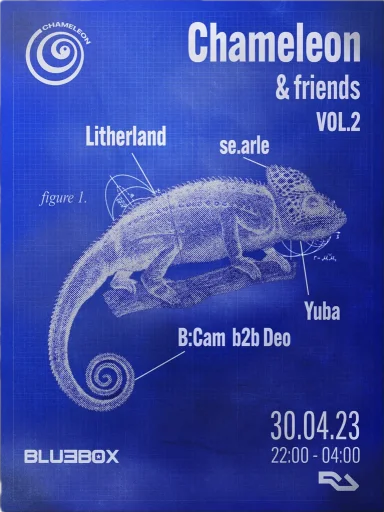 CHAMELEON
Chameleon
& friends
VOL.2
Litherland
se.arle
figure 1.
Yuba
B:Cam b2b Deo
30.04.23
22:00 - 04:00
BLUEBOX